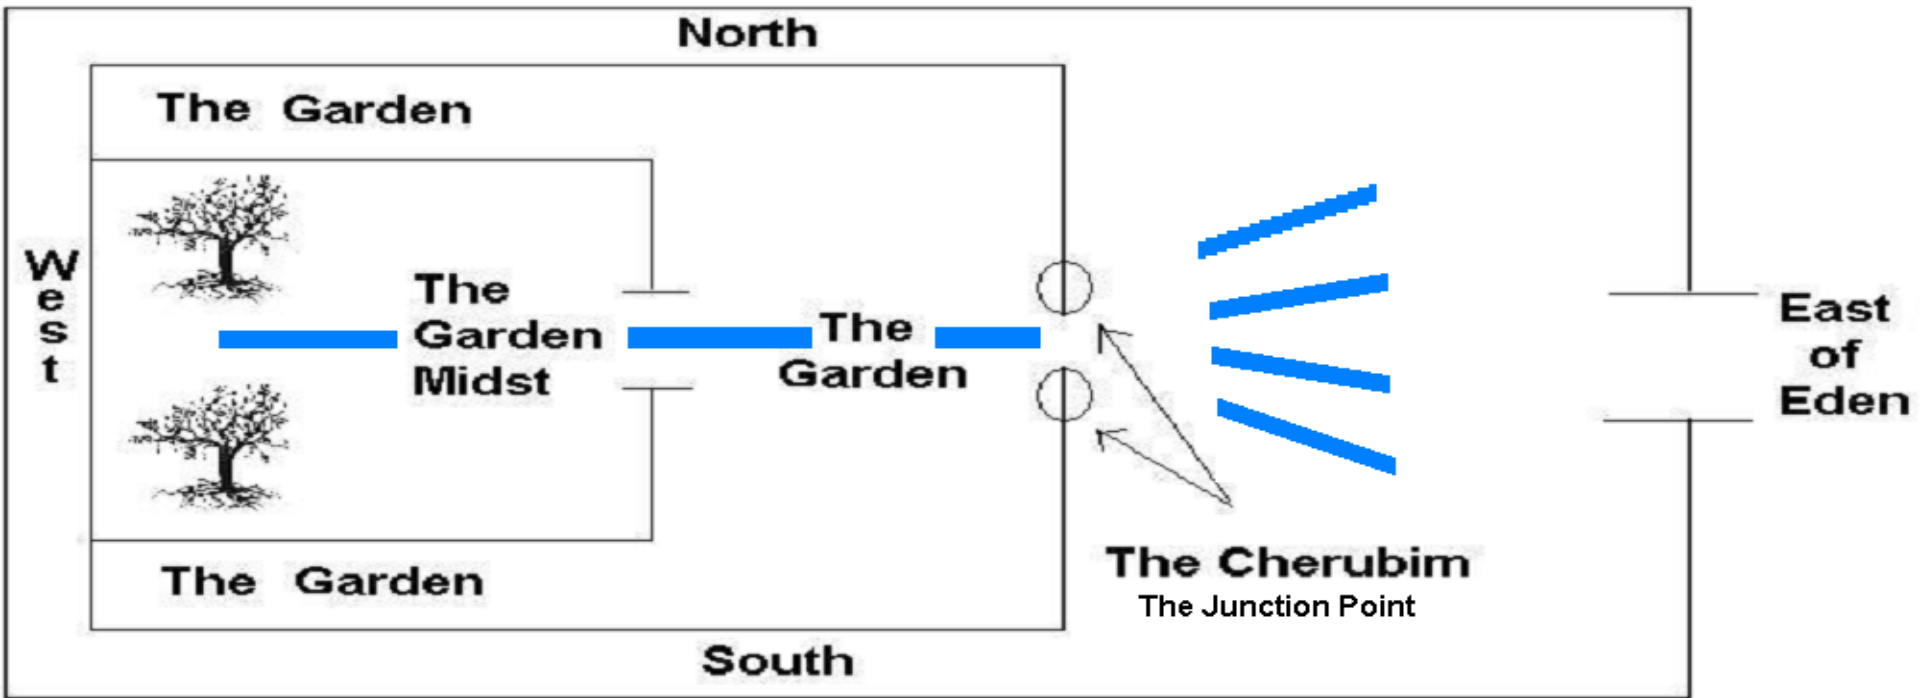 North
The Garden
West
The
Garden
Midst
The
Garden
East
of
Eden
The Cherubim
The Junction Point
The Garden
South